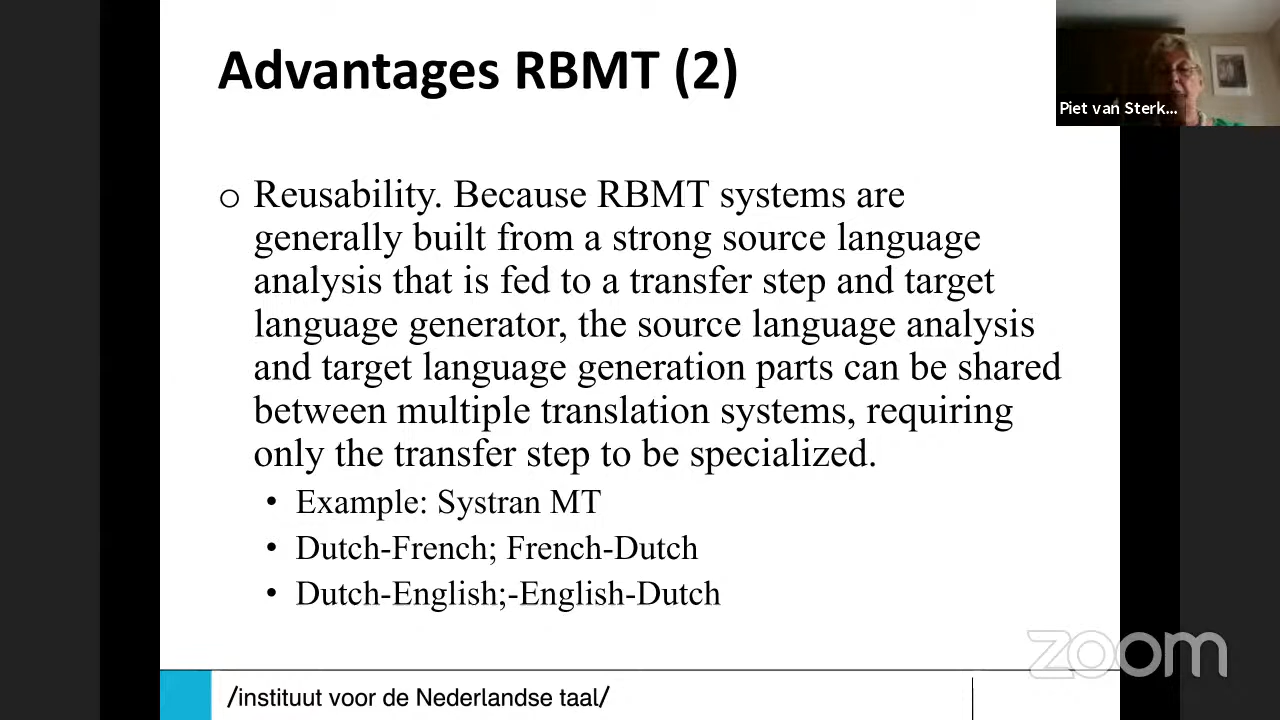 Advantages RBMT (2)
Piet van Sterk...
o Reusability. Because RBMT systems are
generally built from a strong source language
analysis that is fed to a transfer step and target
language generator, the source language analysis
and target language generation parts can be shared
between multiple translation systems, requiring
only the transfer step to be specialized.
• Example: Systran MT
• Dutch-French; French-Dutch
• Dutch-English;-English-Dutch
zoom
/instituut voor de Nederlandse taal/